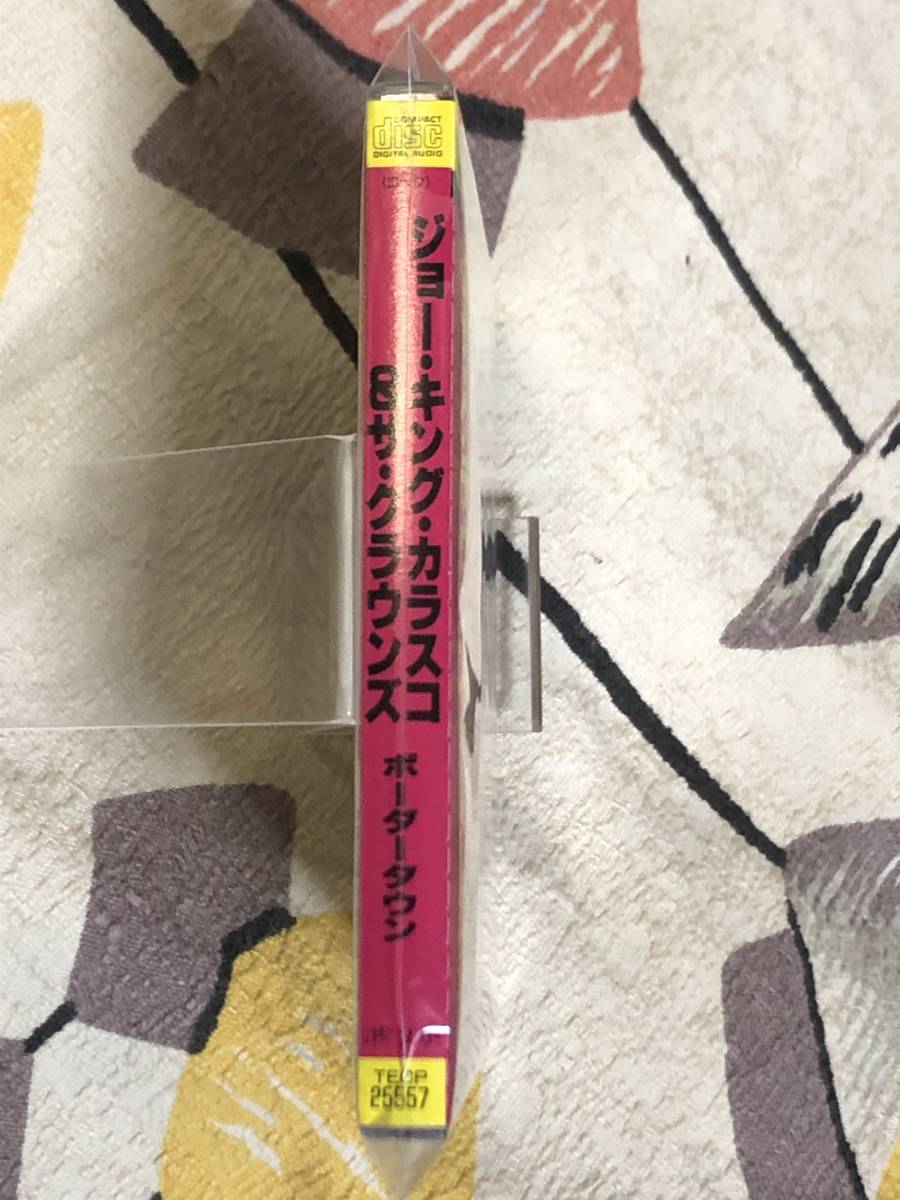 COMPACT
disc
DIGITAL AUDIO
ジョー・キング・カラスコ
&ザ・クラウンズ
ボーダータウン
TECP
25557